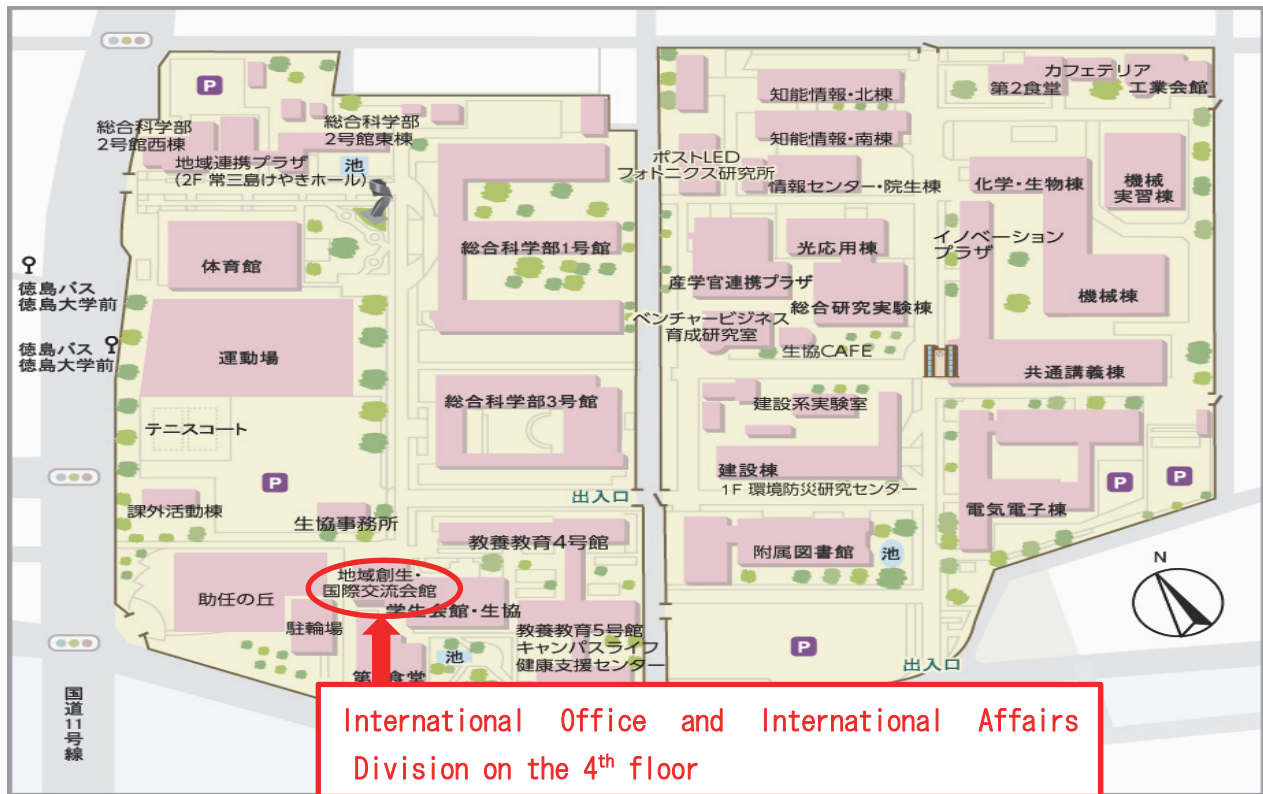 P
総合科学部
2号館西棟
総合科学部
2号館東棟
地域連携プラザ
(2F 常三島けやきホール)
池
体育館
徳島バス
徳島大学前
徳島バス
徳島大学前
運動場
テニスコート
P
課外活動棟
生協事務所
総合科学部1号館
総合科学部3号館
出入口
教養教育4号館
地域創生・
国際交流会館
助任の丘
学生会館・生協
駐輪場
教養教育5号館
キャンパスライフ
健康支援センター
池
第
食堂
国道11号線
知能情報・北棟
知能情報・南棟
ポストLED
フォトニクス研究所
情報センター・院生棟
カフェテリア
第2食堂
工業会館
化学・生物棟
機械
実習棟
イノベーション
プラザ
光応用棟
産学官連携プラザ
総合研究実験棟
機械棟
ベンチャービジネス
育成研究室
生協CAFE
共通講義棟
建設系実験室
建設棟
1F 環境防災研究センター
P
P
電気電子棟
附属図書館
池
N
P
出入口
International Office and International Affairs
Division on the 4th floor